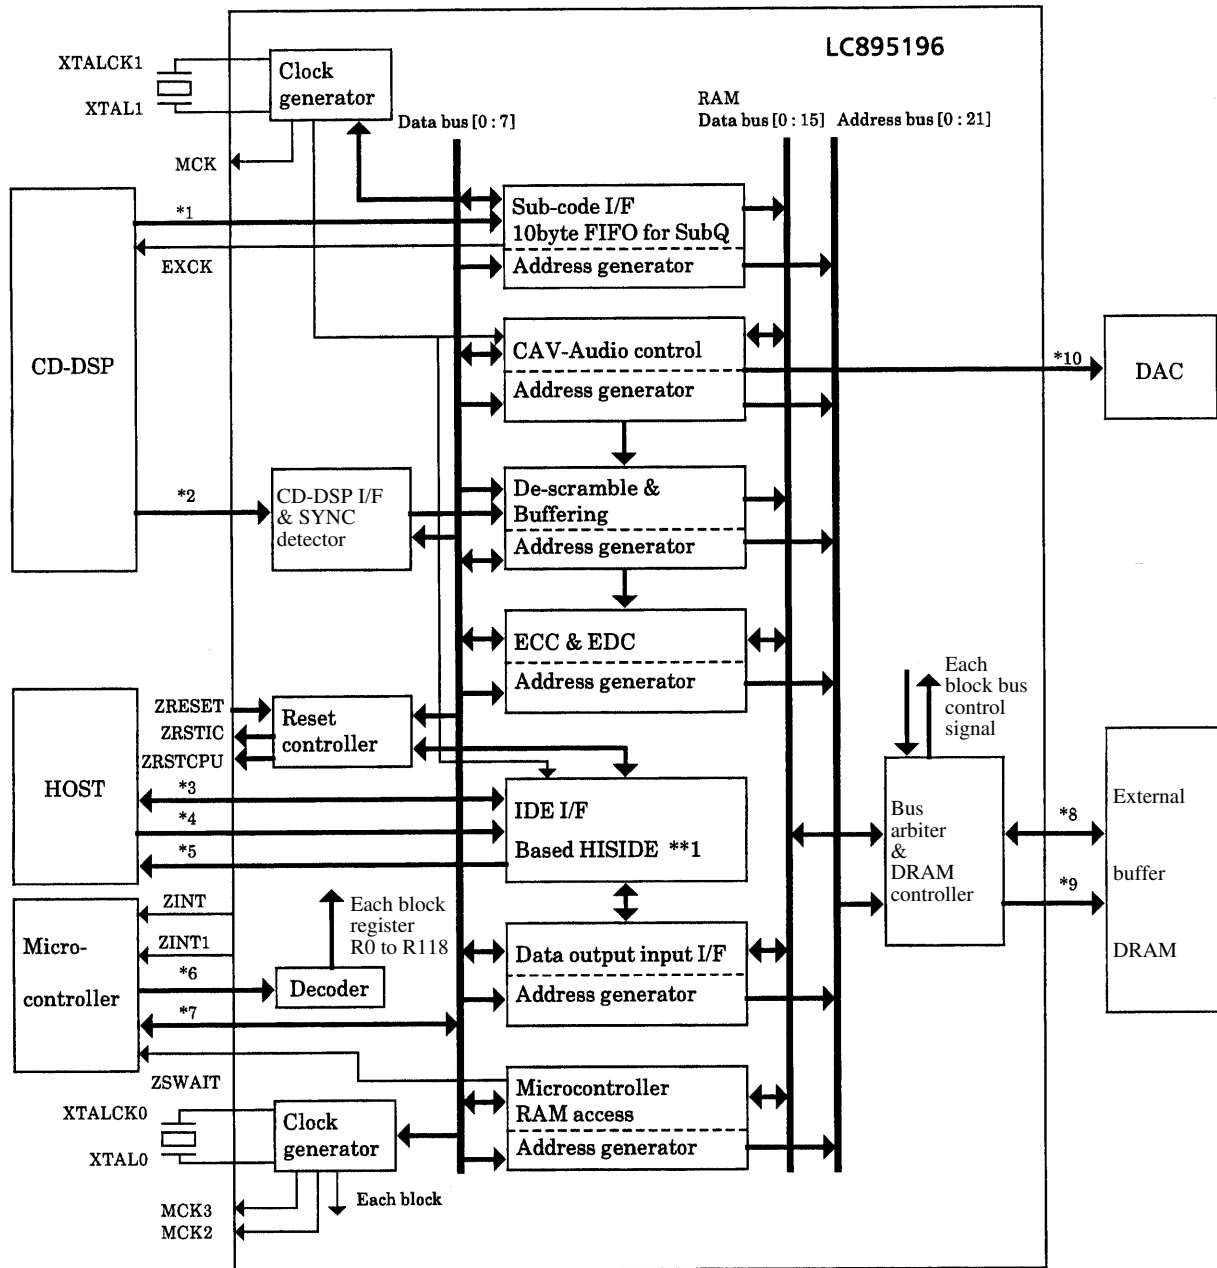 LC895196
XTALCK1
XTAL1
Clock
generator
MCK
Data bus [0 : 7]
RAM
Data bus [0 : 15]
Address bus [0 : 21]
CD-DSP
*1
EXCK
Sub-code I/F
10byte FIFO for SubQ
Address generator
CAV-Audio control
Address generator
*10
DAC
*2
CD-DSP I/F
& SYNC
detector
De-scramble &
Buffering
Address generator
ECC & EDC
Address generator
Each
block bus
control
signal
HOST
ZRESET
ZRSTIC
ZRSTCPU
Reset
controller
*3
*4
*5
IDE I/F
Based HISIDE **1
Bus
arbiter
&
DRAM
controller
*8
*9
External
buffer
DRAM
Micro-
controller
ZINT
ZINT1
*6
*7
ZSWAIT
Each block
register
R0 to R118
Decoder
Data output input I/F
Address generator
Microcontroller
RAM access
Address generator
XTALCK0
XTAL0
Clock
generator
MCK3
MCK2
Each block